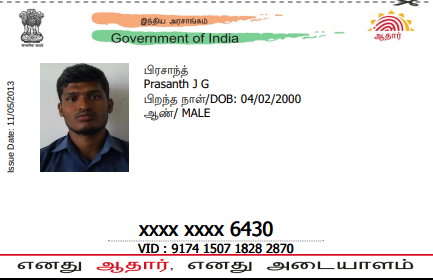 இந்திய அரசாங்கம்
Government of India
ஆதார்
Issue Date: 11/05/2013
பிரசாந்த்
Prasanth J G
பிறந்த நாள்/DOB: 04/02/2000
ஆண்/ MALE
xxxx xxxx 6430
VID : 9174 1507 1828 2870
எனது ஆதார், எனது அடையாளம்